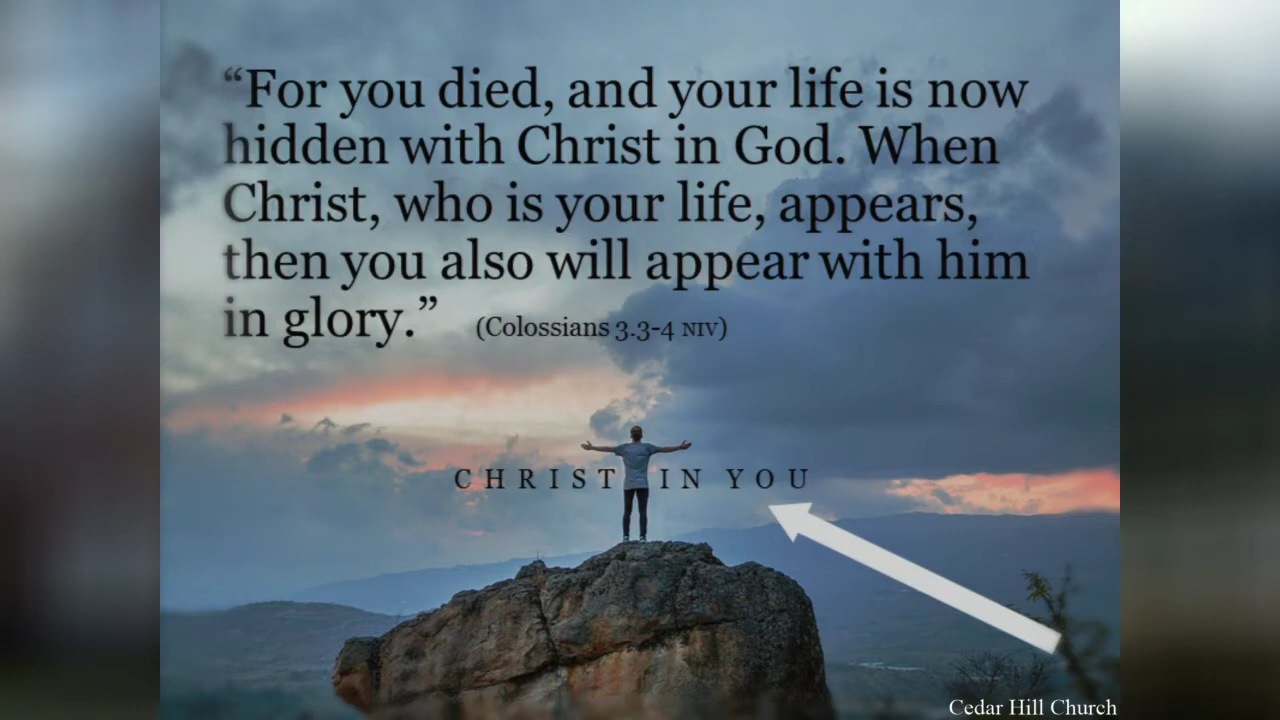 “For you died, and your life is now
hidden with Christ in God. When
Christ, who is your life, appears,
then you also will appear with him
in glory.” (Colossians 3.3-4 NIV)
CHRIST IN YOU
Cedar Hill Church